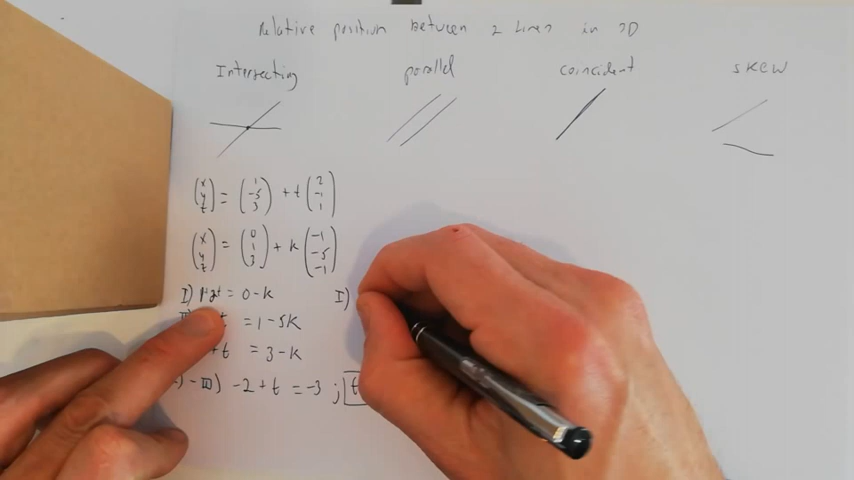 Relative position between 2 lines in 3D
Intersecting parallel coincident skew
(x y z) = (1 -5 3) + t (2 -1 1)
(x y z) = (0 1 3) + k (-1 -5 -1)
I) = 0-k I)
= 1-5k
+t = 3-k
-III) -2+t = -3 ; t